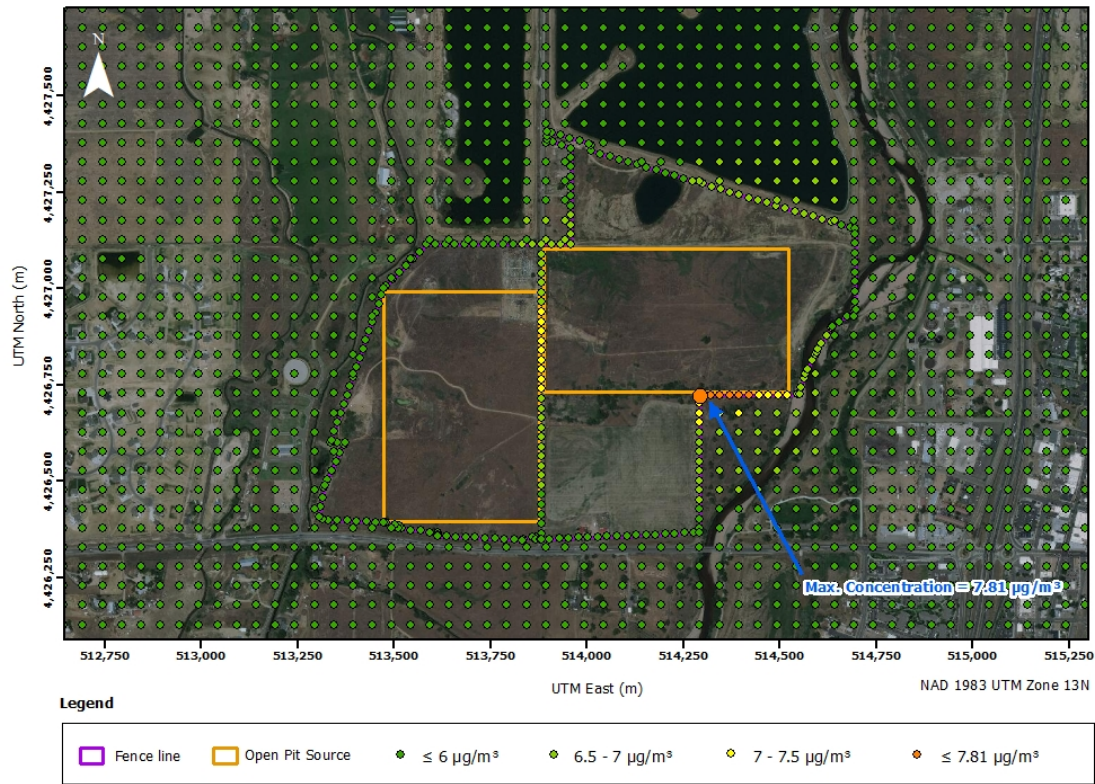 N
4,427,500
4,427,250
4,427,000
4,426,750
4,426,500
4,426,250
UTM North (m)
Max. Concentration = 7.81 µg/m³
512,750 513,000 513,250 513,500 513,750 514,000 514,250 514,500 514,750 515,000 515,250
UTM East (m)
NAD 1983 UTM Zone 13N
Legend
Fence line Open Pit Source ≤ 6 µg/m³ 6.5 - 7 µg/m³ 7 - 7.5 µg/m³ ≤ 7.81 µg/m³